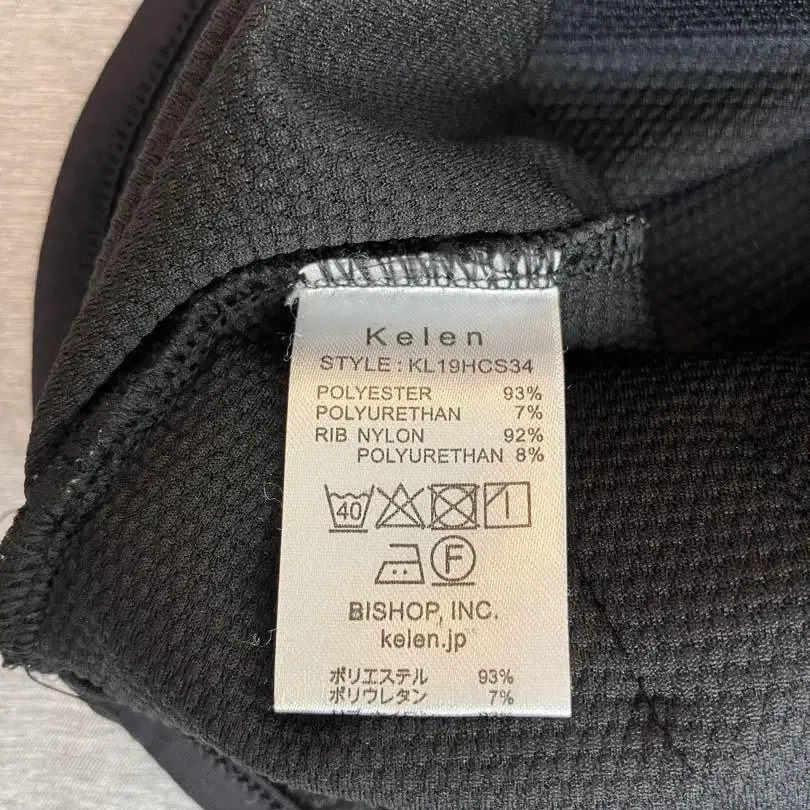 Kelen
STYLE : KL19HCS34
POLYESTER 93%
POLYURETHAN 7%
RIB NYLON 92%
POLYURETHAN 8%
40
F
BISHOP, INC.
kelen.jp
ポリエステル 93%
ポリウレタン 7%